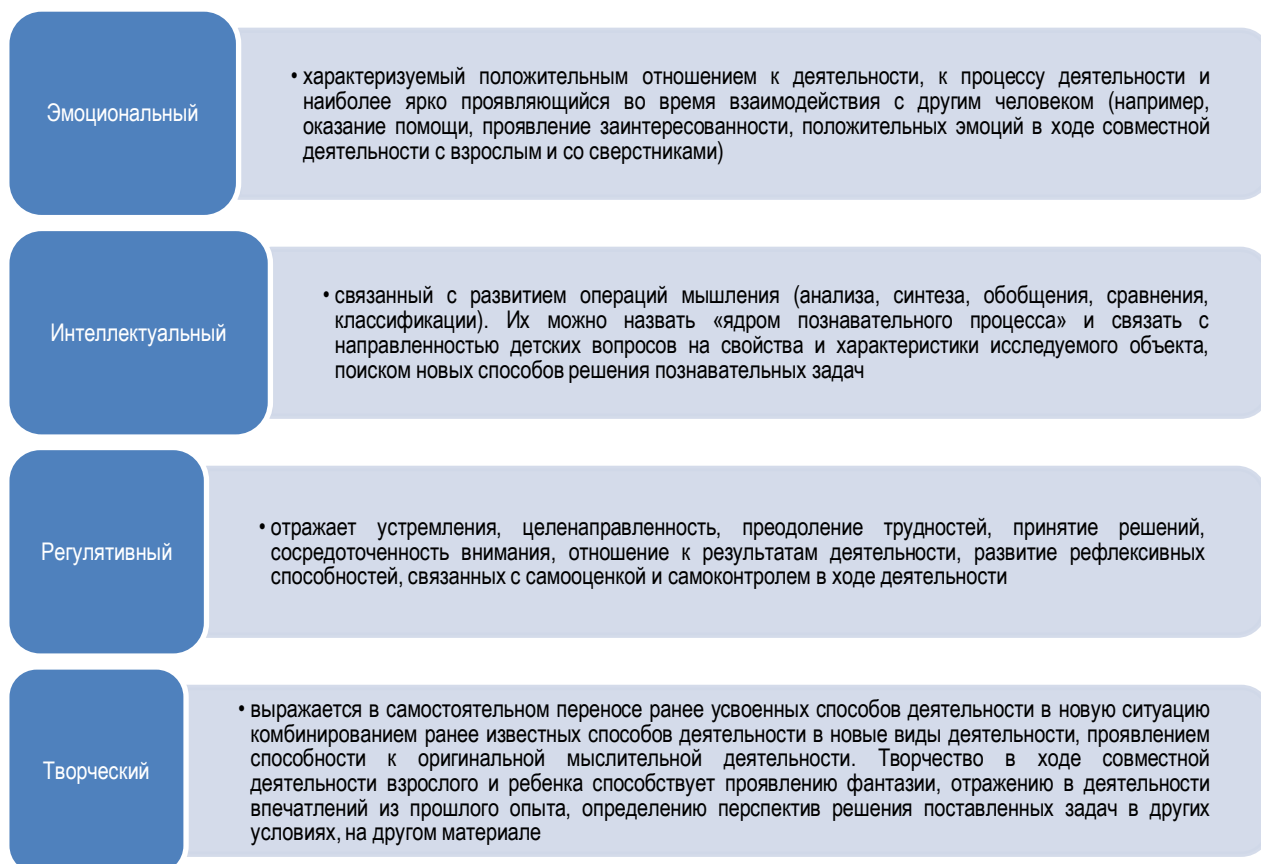 Эмоциональный
• характеризуемый положительным отношением к деятельности, к процессу деятельности и
наиболее ярко проявляющийся во время взаимодействия с другим человеком (например,
оказание помощи, проявление заинтересованности, положительных эмоций в ходе совместной
деятельности с взрослым и со сверстниками)
Интеллектуальный
• связанный с развитием операций мышления (анализа, синтеза, обобщения, сравнения,
классификации). Их можно назвать «ядром познавательного процесса» и связать с
направленностью детских вопросов на свойства и характеристики исследуемого объекта,
поиском новых способов решения познавательных задач
Регулятивный
• отражает устремления, целенаправленность, преодоление трудностей, принятие решений,
сосредоточенность внимания, отношение к результатам деятельности, развитие рефлексивных
способностей, связанных с самооценкой и самоконтролем в ходе деятельности
Творческий
• выражается в самостоятельном переносе ранее усвоенных способов деятельности в новую ситуацию
комбинированием ранее известных способов деятельности в новые виды деятельности, проявлением
способности к оригинальной мыслительной деятельности. Творчество в ходе совместной
деятельности взрослого и ребенка способствует проявлению фантазии, отражению в деятельности
впечатлений из прошлого опыта, определению перспектив решения поставленных задач в других
условиях, на другом материале